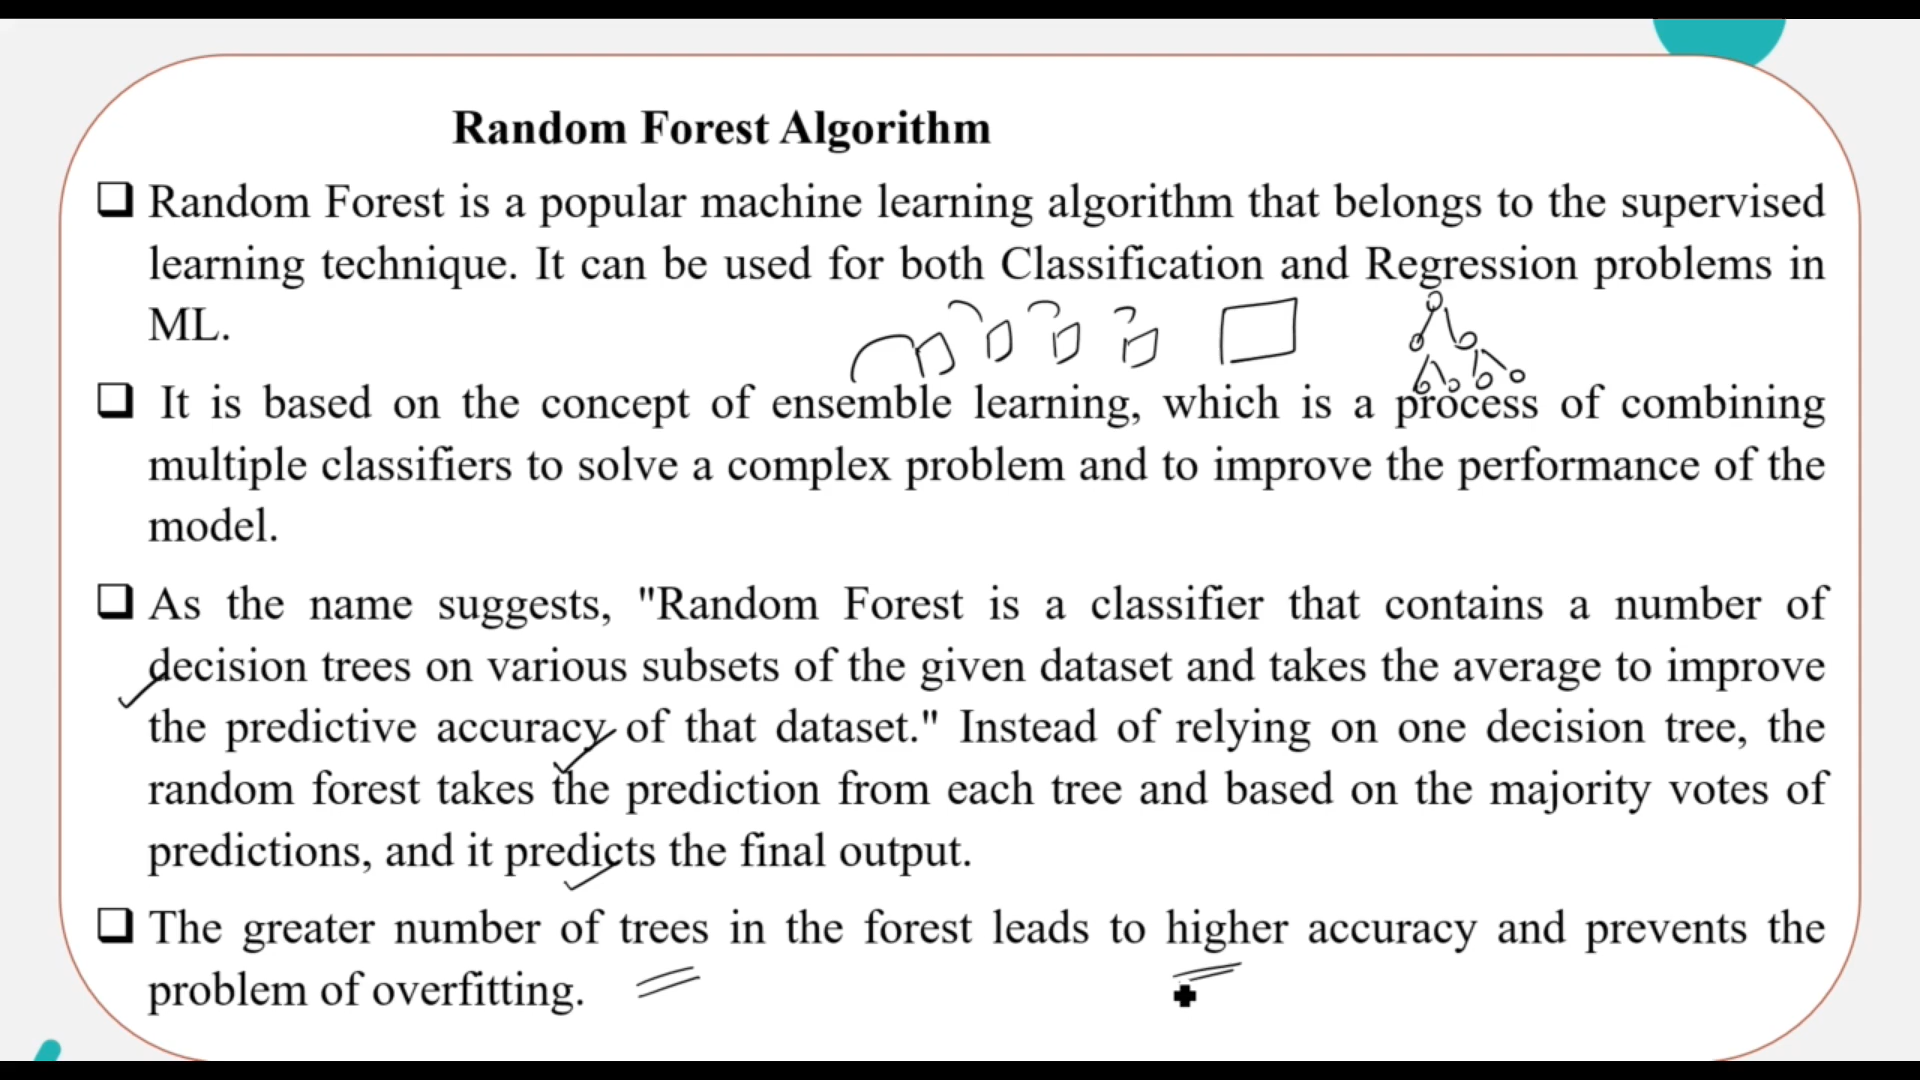 Random Forest Algorithm
❑ Random Forest is a popular machine learning algorithm that belongs to the supervised
learning technique. It can be used for both Classification and Regression problems in
ML.
❑ It is based on the concept of ensemble learning, which is a process of combining
multiple classifiers to solve a complex problem and to improve the performance of the
model.
❑ As the name suggests, "Random Forest is a classifier that contains a number of
decision trees on various subsets of the given dataset and takes the average to improve
the predictive accuracy of that dataset." Instead of relying on one decision tree, the
random forest takes the prediction from each tree and based on the majority votes of
predictions, and it predicts the final output.
❑ The greater number of trees in the forest leads to higher accuracy and prevents the
problem of overfitting.